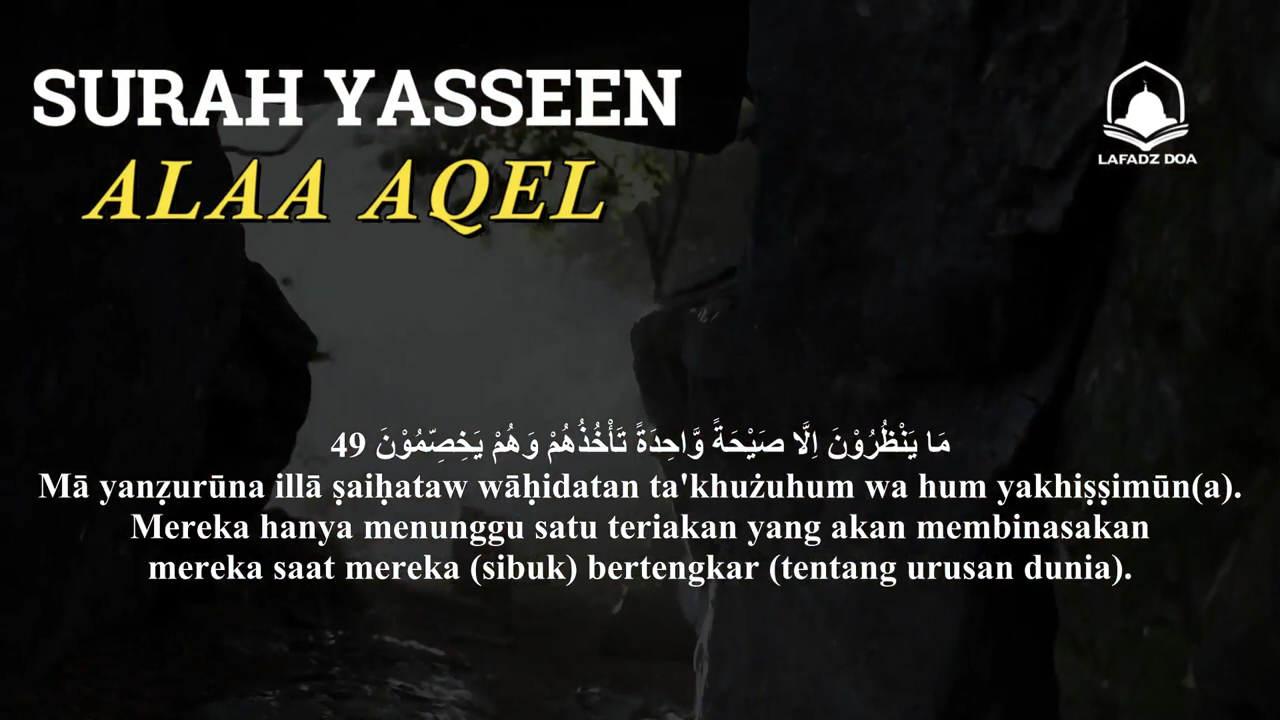 SURAH YASSEEN
ALAA AQEL
LAFADZ DOA
مَا يَنْظُرُوْنَ اِلَّا صَيْحَةً وَّاحِدَةً تَأْخُذُهُمْ وَهُمْ يَخِصِّمُوْنَ 49
Mā yanẓurūna illā ṣaiḥataw wāḥidatan ta'khużuhum wa hum yakhiṣṣimūn(a).
Mereka hanya menunggu satu teriakan yang akan membinasakan
mereka saat mereka (sibuk) bertengkar (tentang urusan dunia).